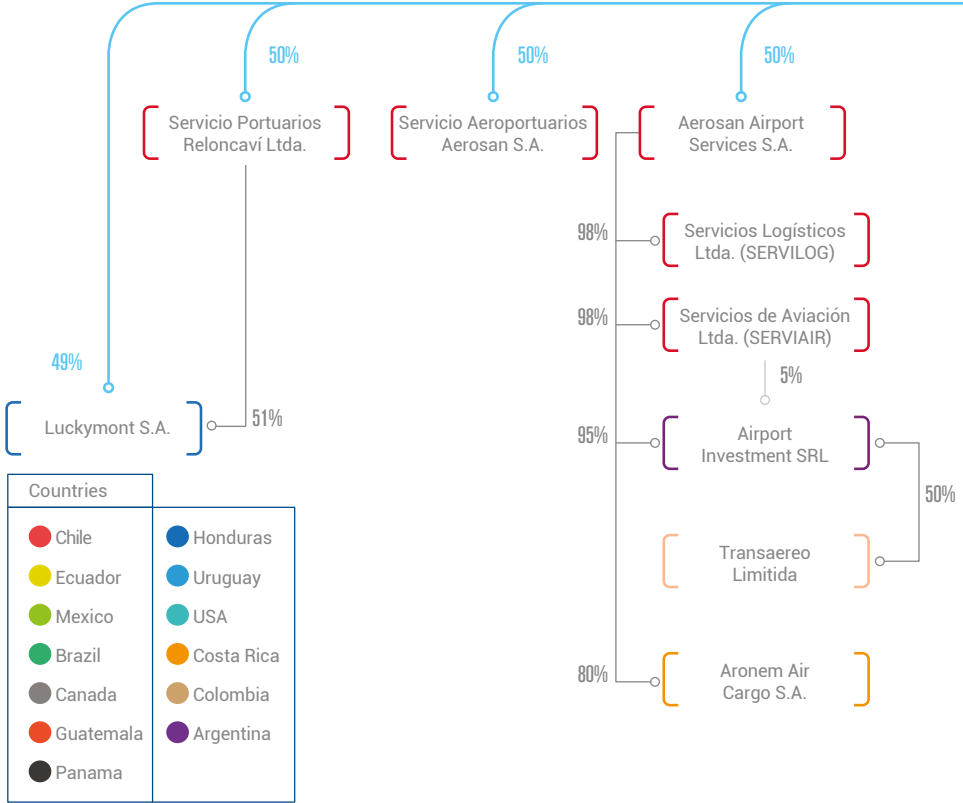 50%
50%
50%
Servicio Portuarios
Reloncaví Ltda.
Servicio Aeroportuarios
Aerosan S.A.
Aerosan Airport
Services S.A.
98%
Servicios Logísticos
Ltda. (SERVILOG)
98%
Servicios de Aviación
Ltda. (SERVIAIR)
49%
5%
Luckymont S.A.
51%
95%
Airport
Investment SRL
50%
Transaereo
Limitida
80%
Aronem Air
Cargo S.A.
Countries
Chile
Ecuador
Mexico
Brazil
Canada
Guatemala
Panama
Honduras
Uruguay
USA
Costa Rica
Colombia
Argentina